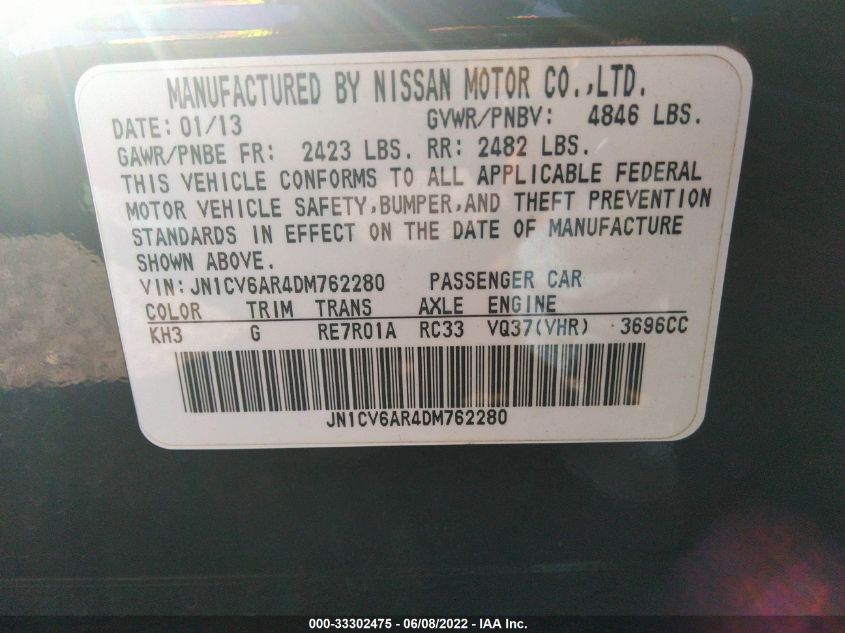 MANUFACTURED BY NISSAN MOTOR CO.,LTD.
DATE: 01/13 GVWR/PNBV: 4846 LBS.
GAWR/PNBE FR: 2423 LBS. RR: 2482 LBS.
THIS VEHICLE CONFORMS TO ALL APPLICABLE FEDERAL
MOTOR VEHICLE SAFETY,BUMPER,AND THEFT PREVENTION
STANDARDS IN EFFECT ON THE DATE OF MANUFACTURE
SHOWN ABOVE.
VIN: JN1CV6AR4DM762280 PASSENGER CAR
COLOR TRIM TRANS AXLE ENGINE
KH3 G RE7R01A RC33 VQ37(VHR) 3696CC
JN1CV6AR4DM762280
000-33302475 - 06/08/2022 - IAA Inc.